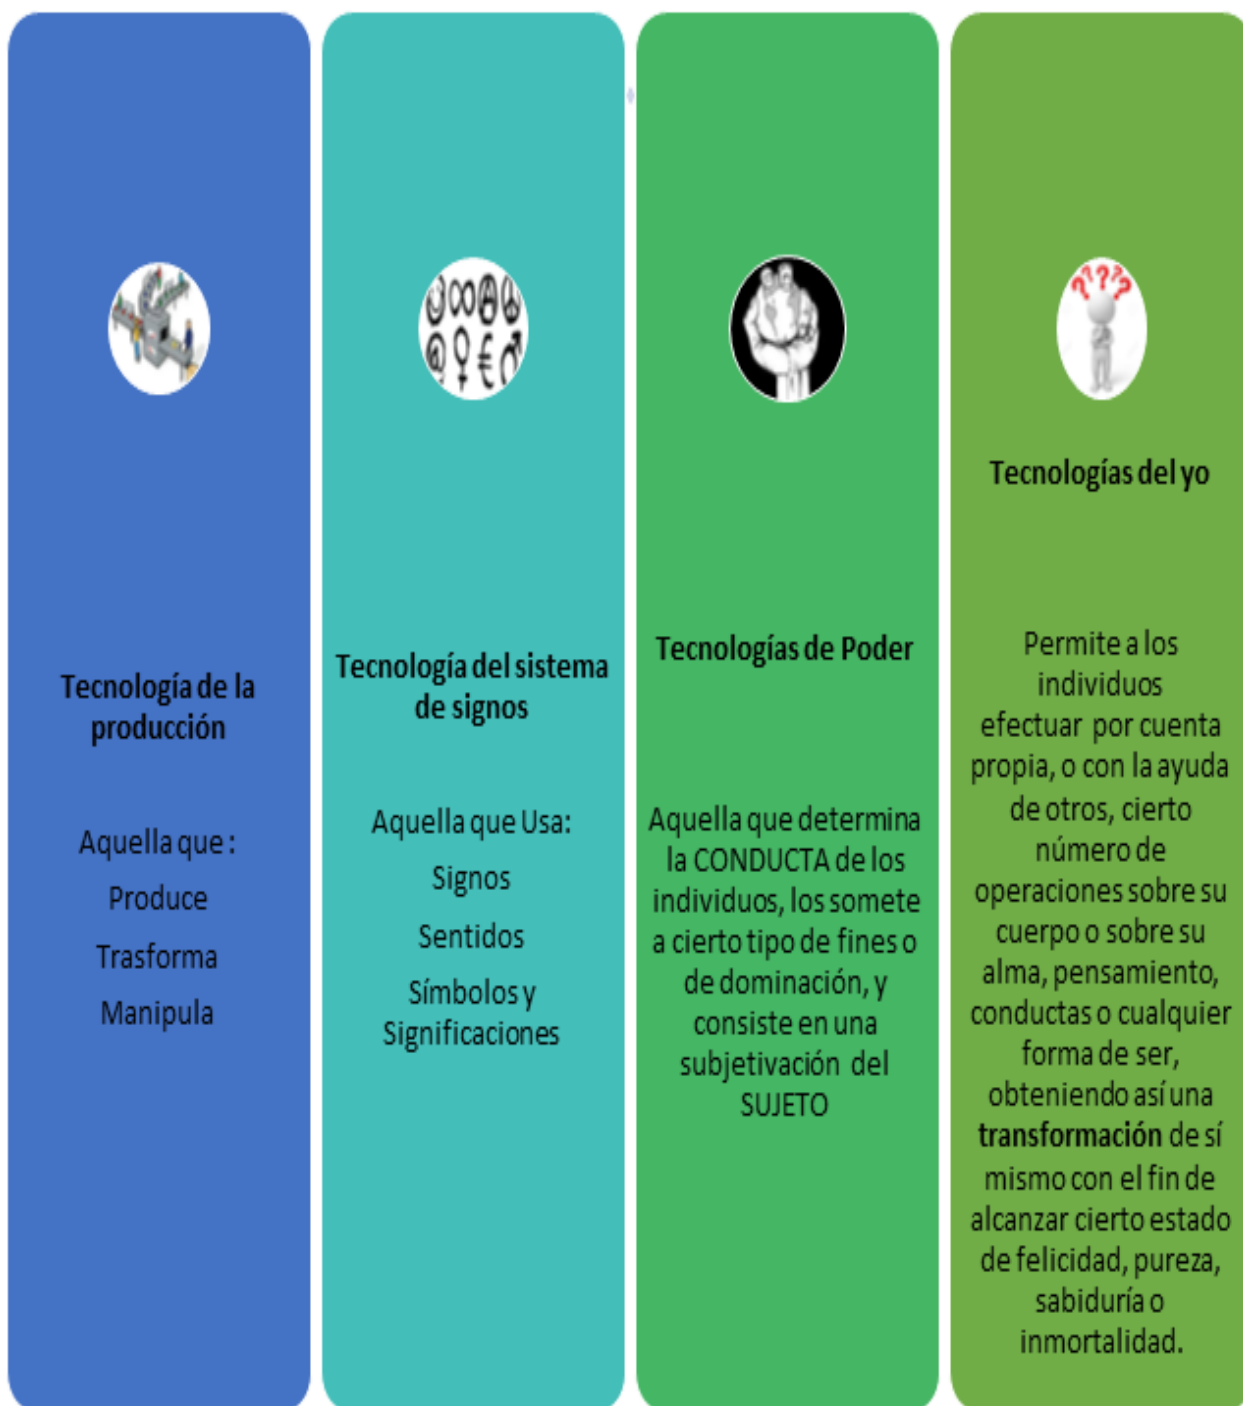 Tecnología de la
producción
Aquella que :
Produce
Trasforma
Manipula
Tecnología del sistema
de signos
Aquella que Usa:
Signos
Sentidos
Símbolos y
Significaciones
Tecnologías de Poder
Aquella que determina
la CONDUCTA de los
individuos, los somete
a cierto tipo de fines o
de dominación, y
consiste en una
subjetivación del
SUJETO
????
Tecnologías del yo
Permite a los
individuos
efectuar por cuenta
propia, o con la ayuda
de otros, cierto
número de
operaciones sobre su
cuerpo o sobre su
alma, pensamiento,
conductas o cualquier
forma de ser,
obteniendo así una
transformación de sí
mismo con el fin de
alcanzar cierto estado
de felicidad, pureza,
sabiduría o
inmortalidad.